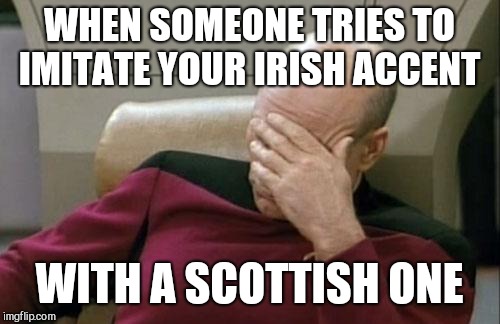 WHEN SOMEONE TRIES TO
IMITATE YOUR IRISH ACCENT
WITH A SCOTTISH ONE
imgflip.com